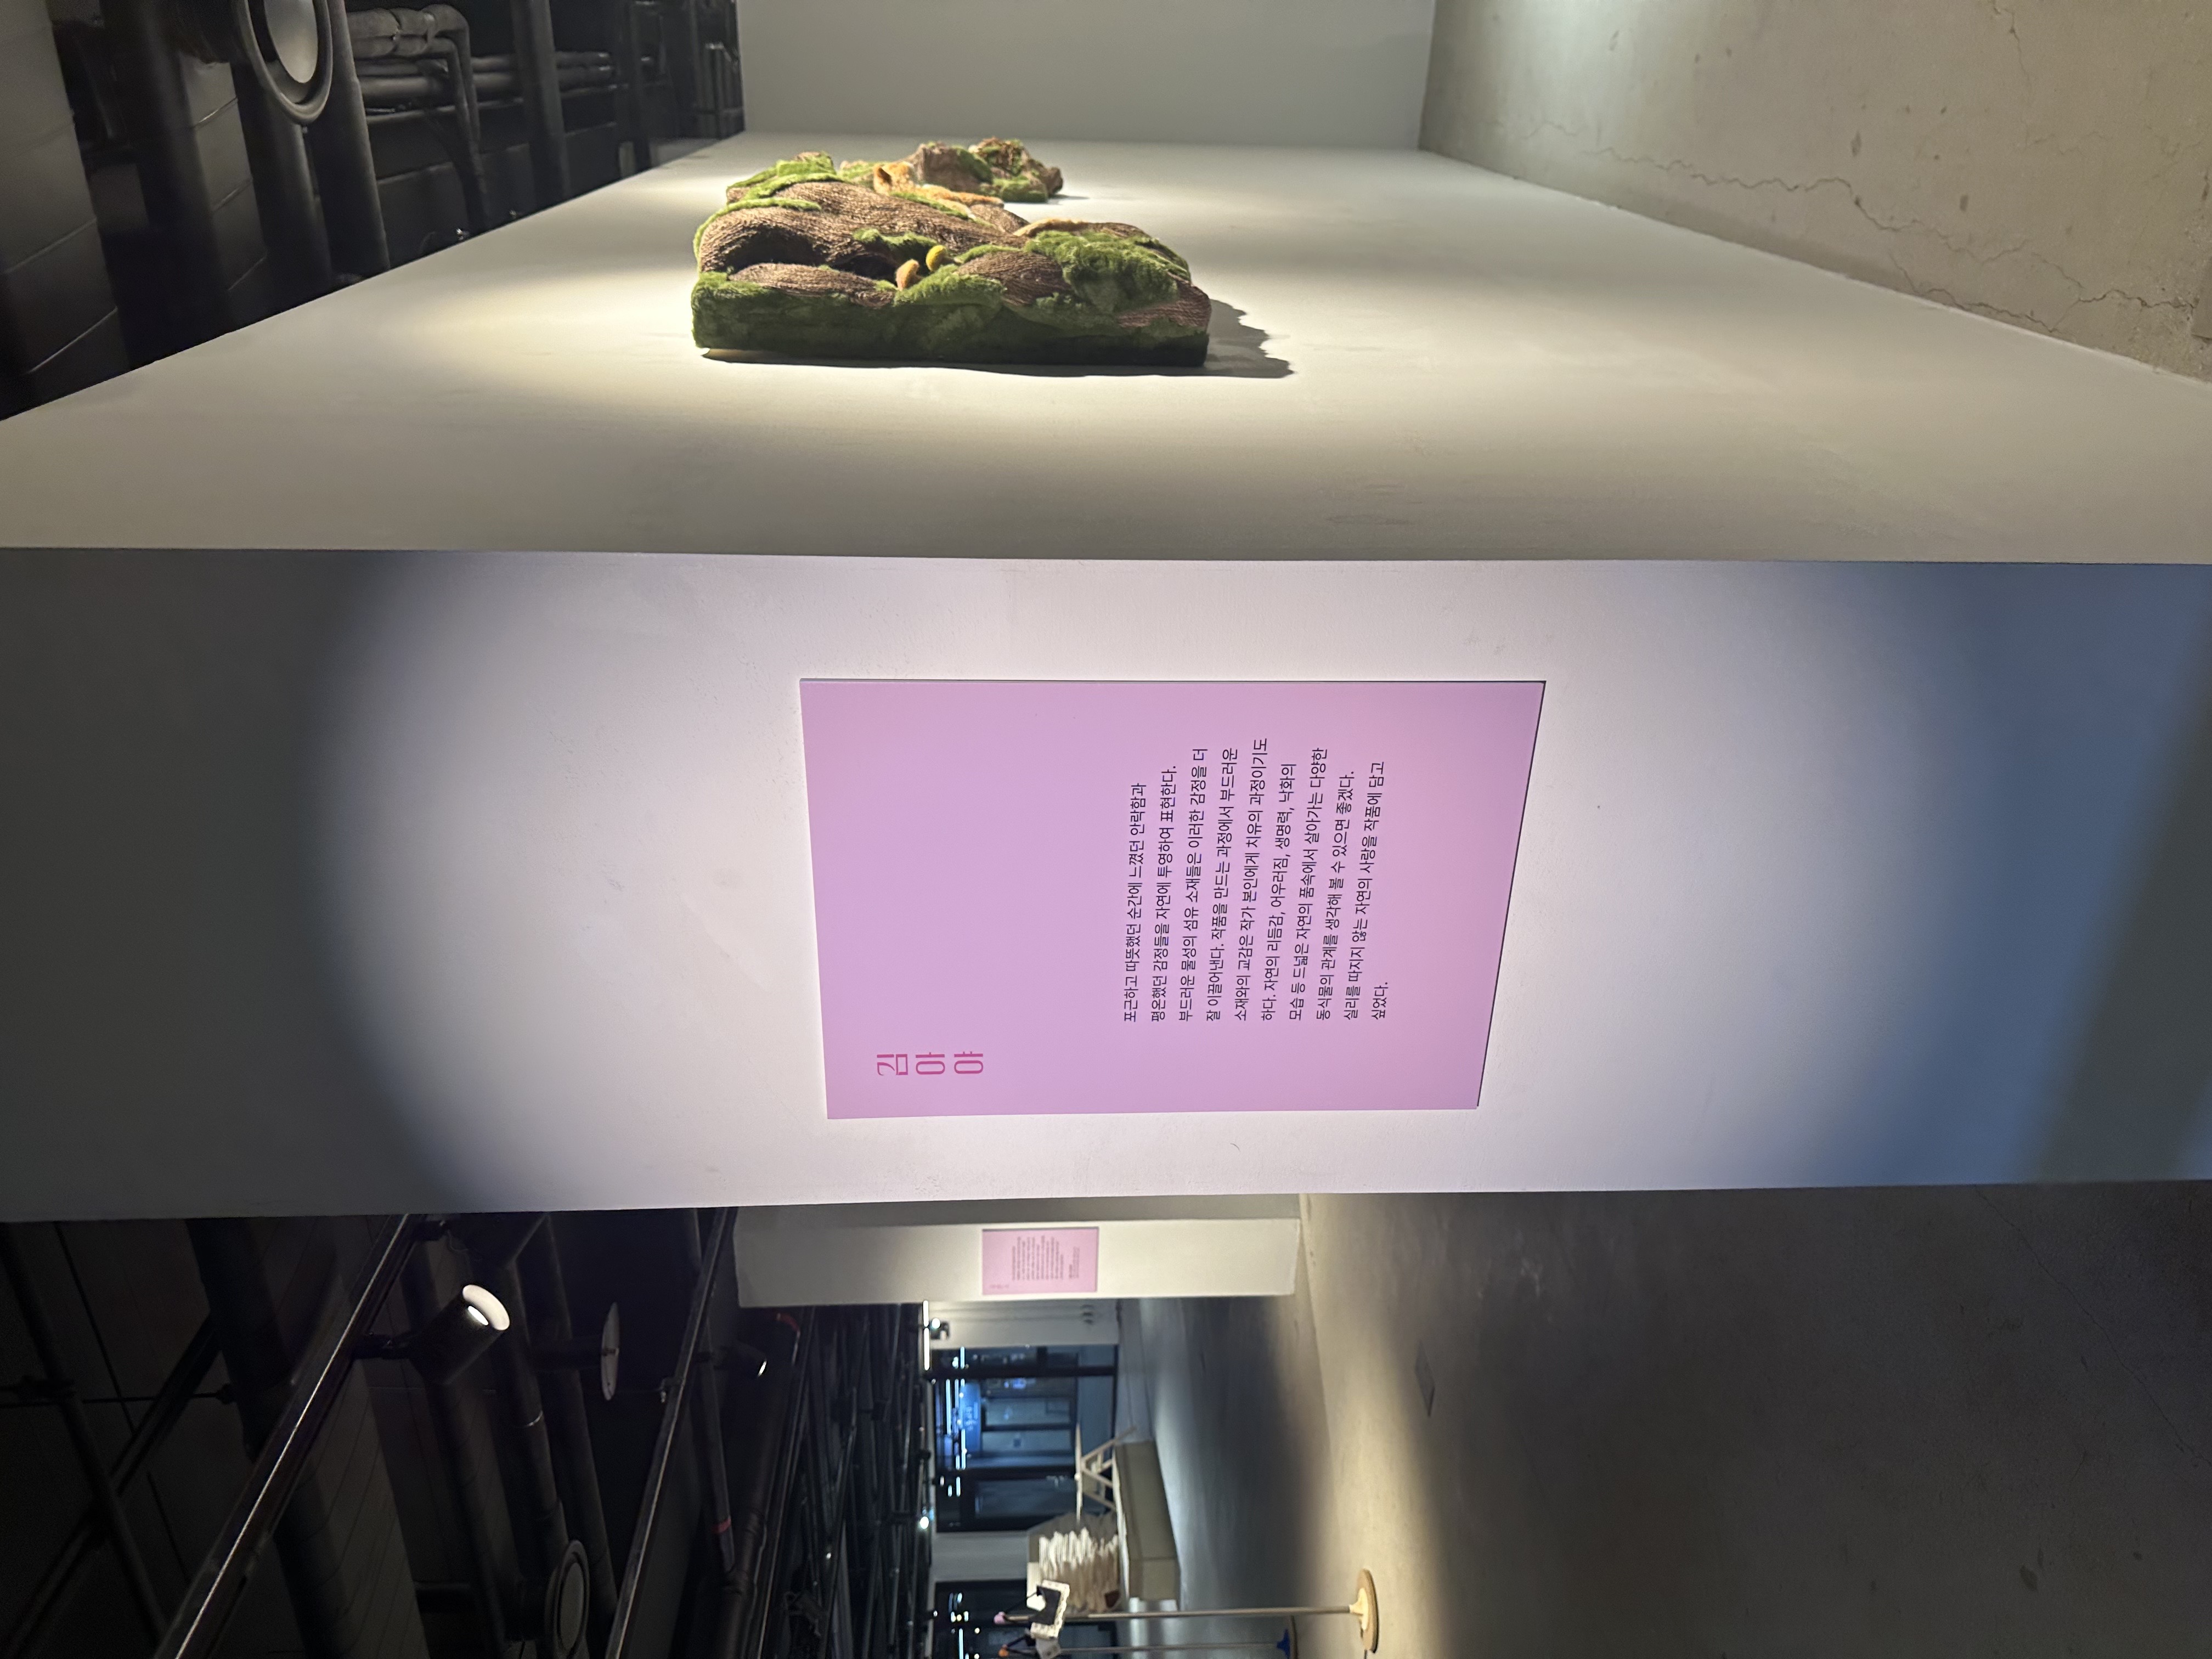 김아야
포근하고 따뜻했던 순간에 느꼈던 안락함과
평온했던 감정들을 자연에 투영하여 표현한다.
부드러운 물성의 섬유 소재들은 이러한 감정을 더
잘 이끌어낸다. 작품을 만드는 과정에서 부드러운
소재와의 교감은 작가 본인에게 치유의 과정이기도
하다. 자연의 리듬감, 어우러짐, 생명력, 낙화의
모습 등 드넓은 자연의 품속에서 살아가는 다양한
동식물의 관계를 생각해 볼 수 있으면 좋겠다.
실리를 따지지 않는 자연의 사랑을 작품에 담고
싶었다.